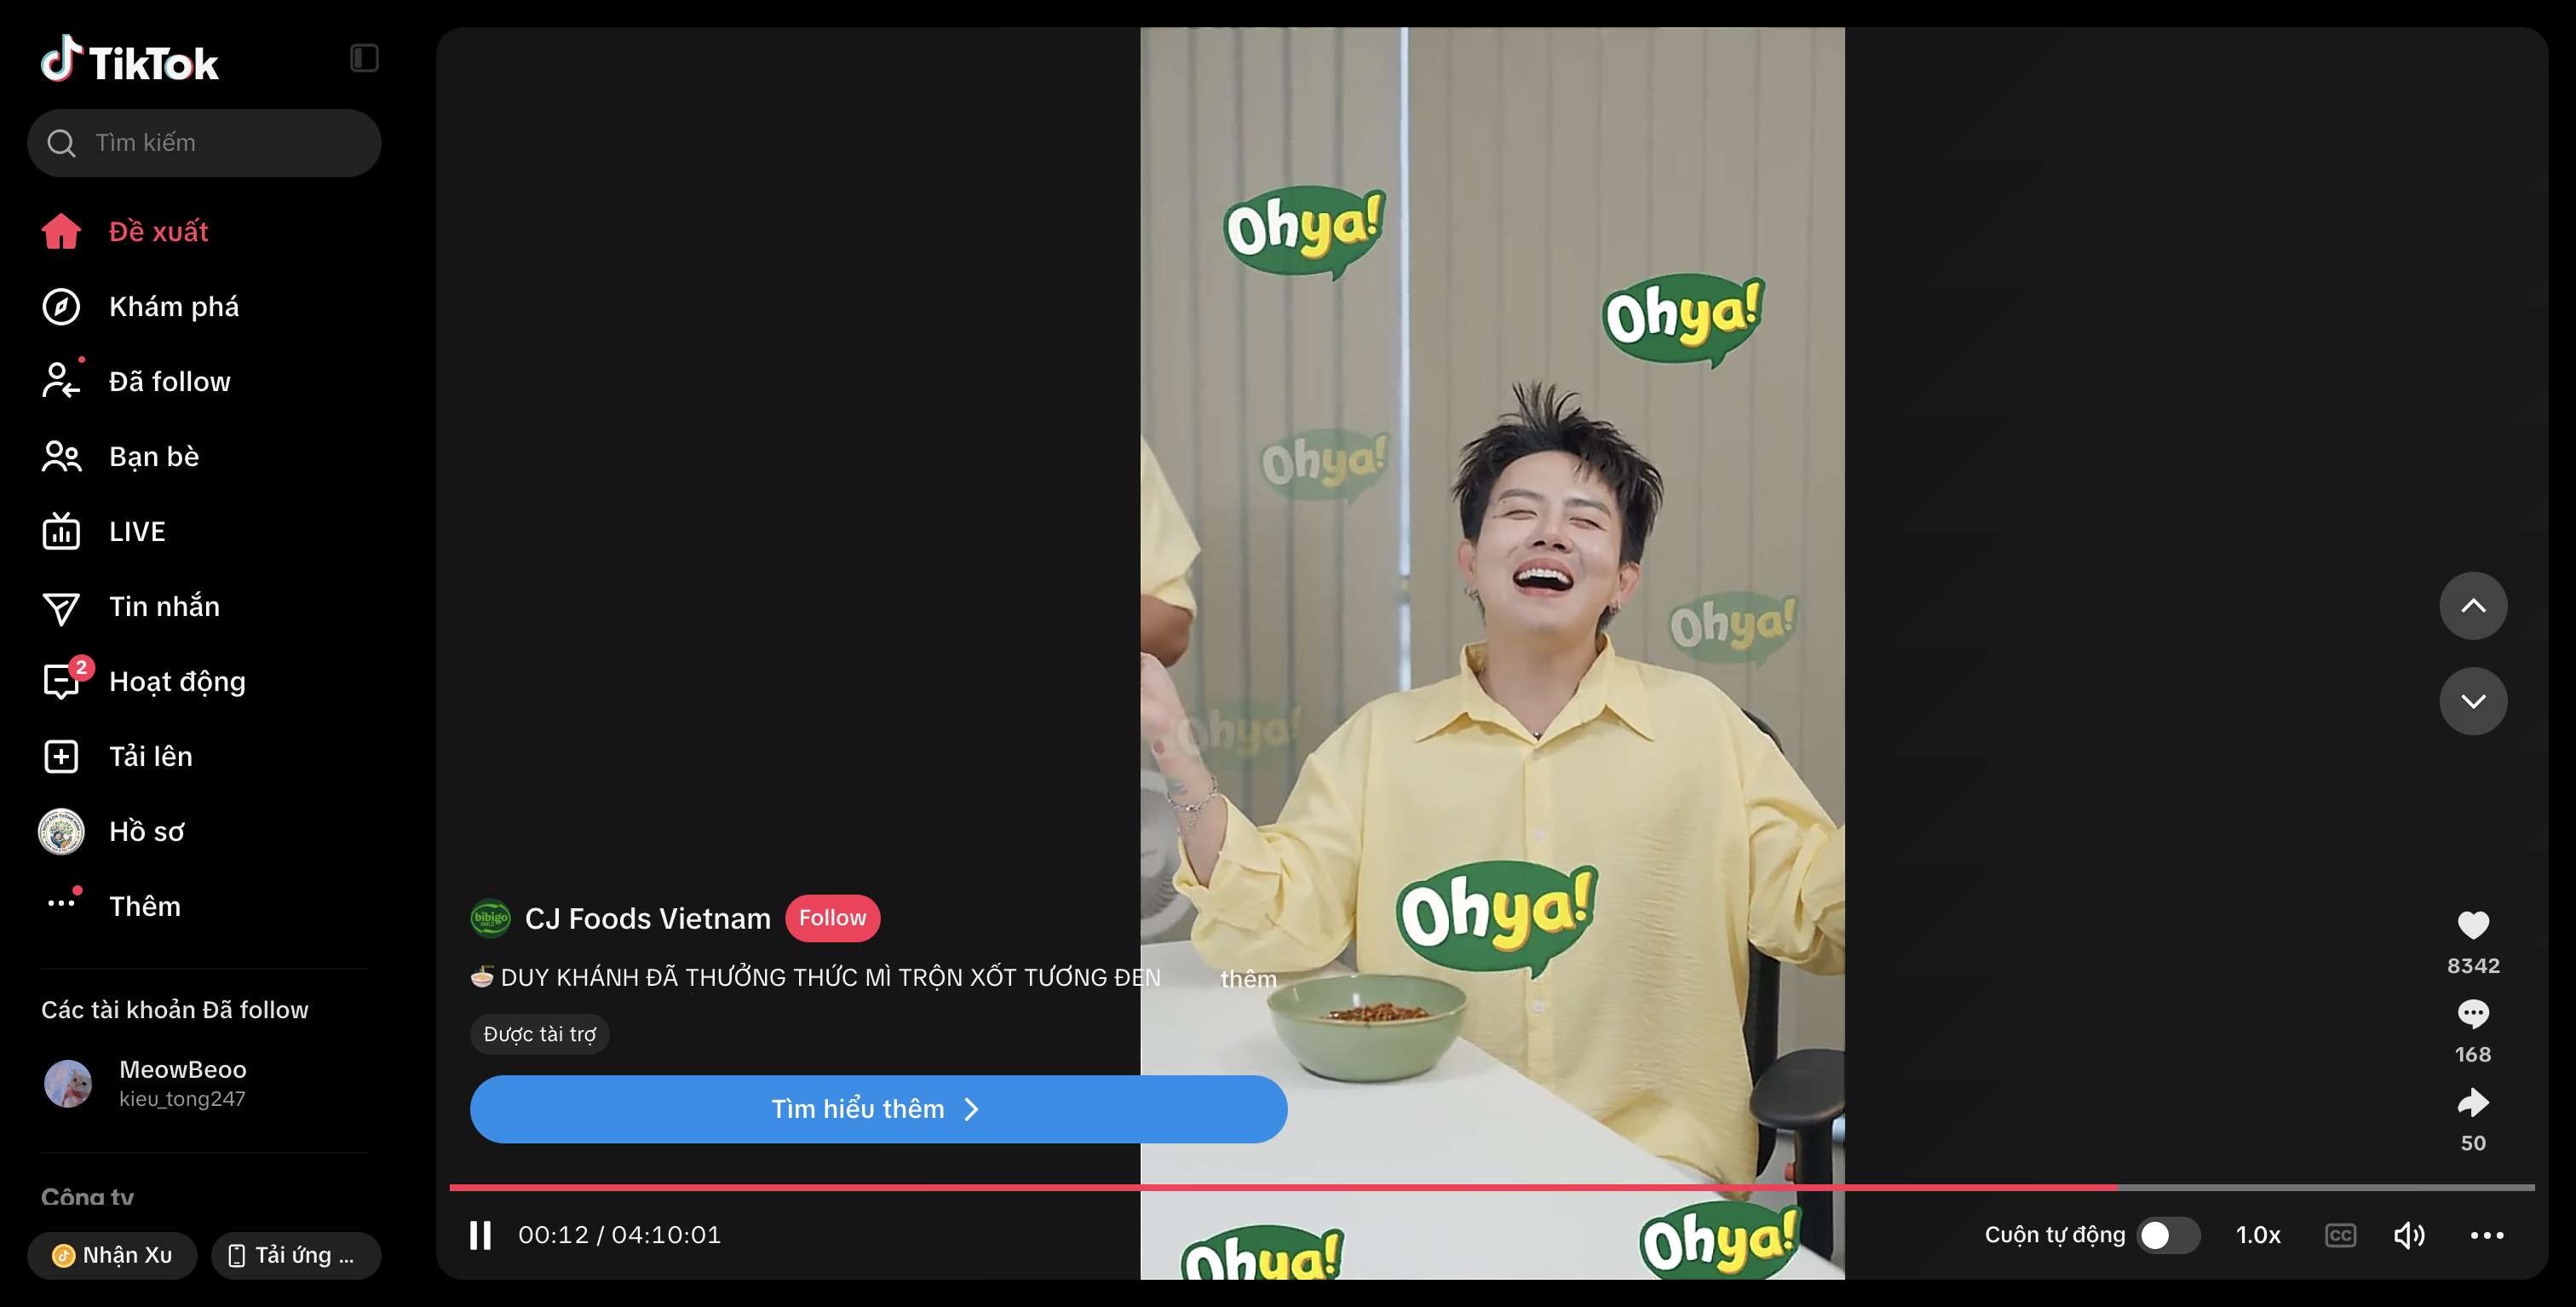 TikTok
Tìm kiếm
Đề xuất
Khám phá
Đã follow
Bạn bè
LIVE
Tin nhắn
2
Hoạt động
Tải lên
Hồ sơ
Thêm
Các tài khoản Đã follow
MeowBeoo
kieu_tong247
Công ty
Nhận Xu
Tải ứng ...
Ohya!
Ohya!
Ohya!
Ohya!
Ohya!
Ohya!
Ohya!
Ohya!
bibigo
CJ Foods Vietnam
Follow
DUY KHÁNH ĐÃ THƯỞNG THỨC MÌ TRỘN XỐT TƯƠNG ĐEN
thêm
Được tài trợ
Tìm hiểu thêm
8342
168
50
00:12 / 04:10:01
Cuộn tự động
1.0x
CC